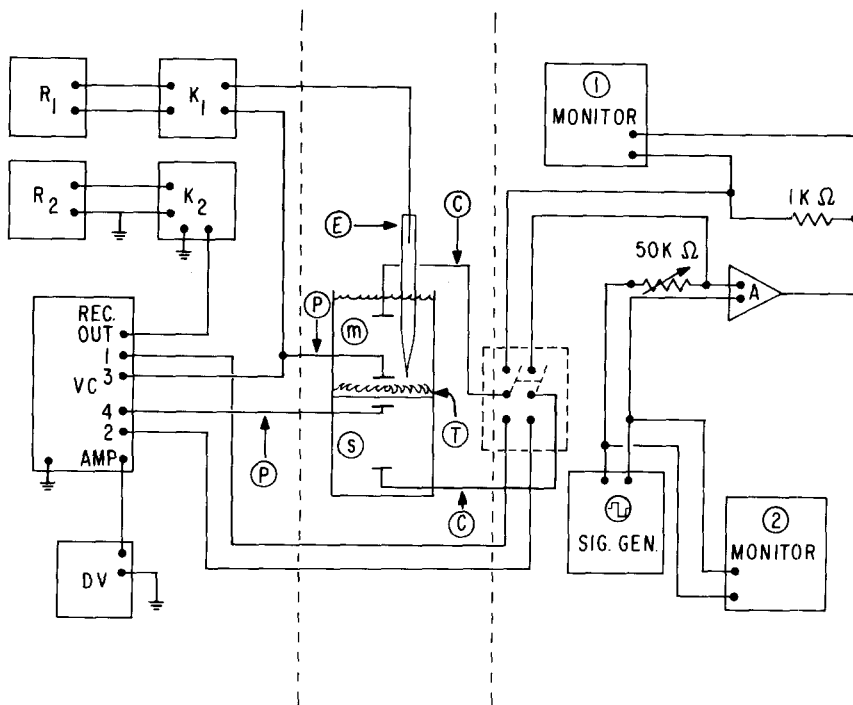 R1
K1
R2
K2
REC.
OUT
1
VC 3
4
2
AMP
DV
E
C
P
m
T
s
P
C
1
MONITOR
1K Ω
50K Ω
A
SIG. GEN.
2
MONITOR